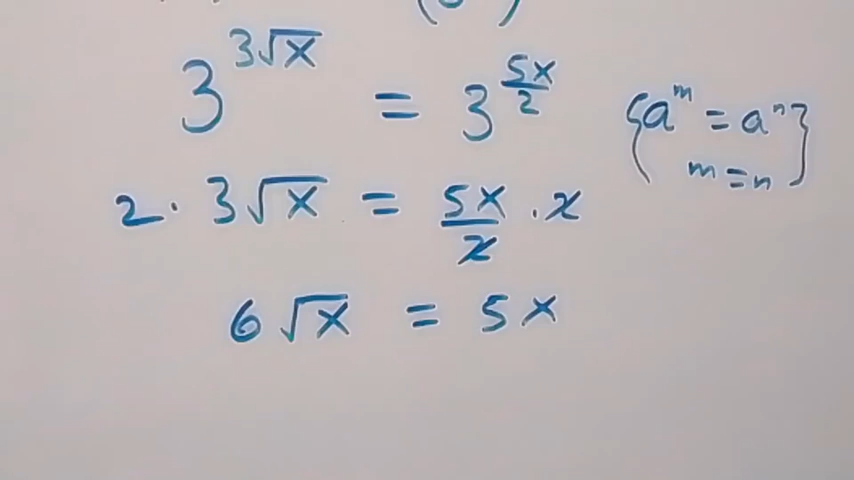 3^{3√x} = 3^{5x/2} {a^m = a^n}
m = n
2 · 3√x = 5x/2 · 2
6√x = 5x